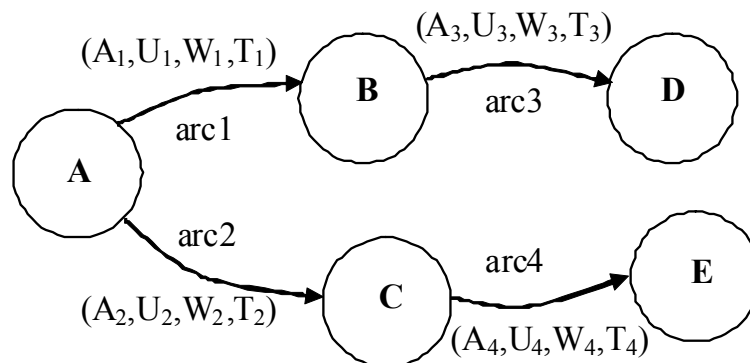 (A₁,U₁,W₁,T₁)
(A₃,U₃,W₃,T₃)
B
D
arc1
arc3
A
arc2
arc4
C
E
(A₂,U₂,W₂,T₂)
(A₄,U₄,W₄,T₄)